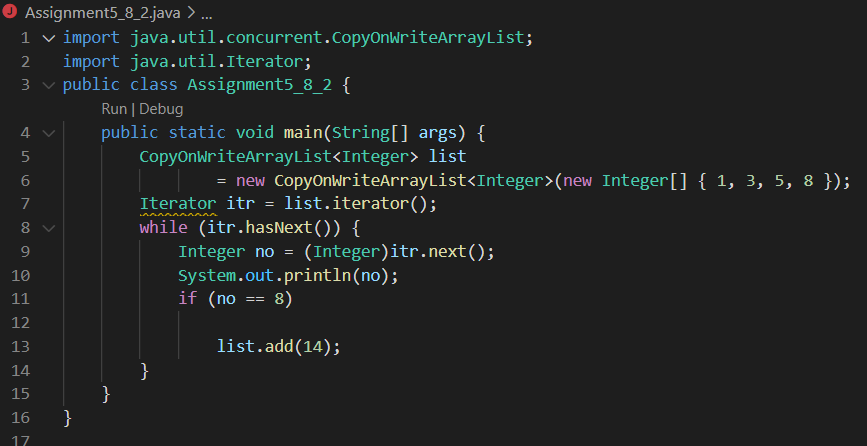 Assignment5_8_2.java > ...
1 import java.util.concurrent.CopyOnWriteArrayList;
2 import java.util.Iterator;
3 public class Assignment5_8_2 {
Run | Debug
4 public static void main(String[] args) {
5 CopyOnWriteArrayList<Integer> list
6 = new CopyOnWriteArrayList<Integer>(new Integer[] { 1, 3, 5, 8 });
7 Iterator itr = list.iterator();
8 while (itr.hasNext()) {
9 Integer no = (Integer)itr.next();
10 System.out.println(no);
11 if (no == 8)
12
13 list.add(14);
14 }
15 }
16 }
17